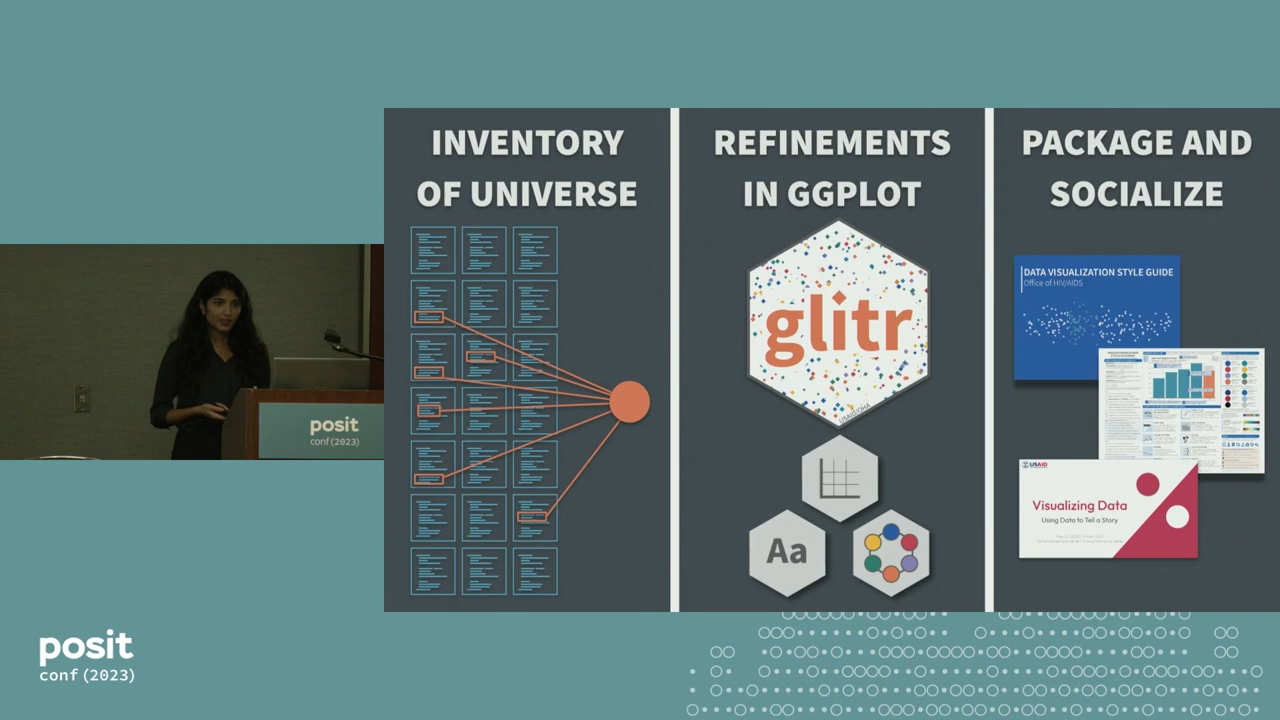 INVENTORY
OF UNIVERSE
REFINEMENTS
IN GGPLOT
glitr
Aa
PACKAGE AND
SOCIALIZE
DATA VISUALIZATION STYLE GUIDE
Office of HIV/AIDS
USAID
Visualizing Data
Using Data to Tell a Story
posit
conf(2023)
posit
conf(2023)